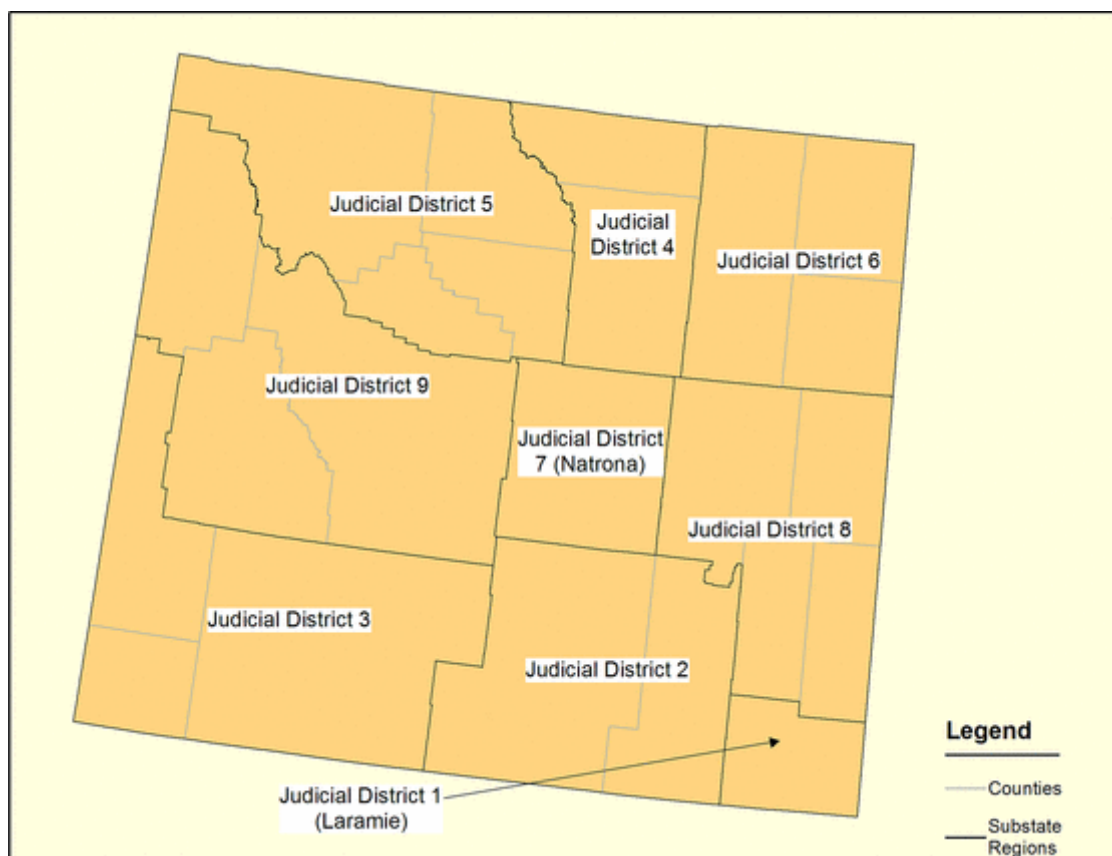 Judicial District 5
Judicial
District 4
Judicial District 6
Judicial District 9
Judicial District
7 (Natrona)
Judicial District 8
Judicial District 3
Judicial District 2
Judicial District 1
(Laramie)
Legend
Counties
Substate
Regions